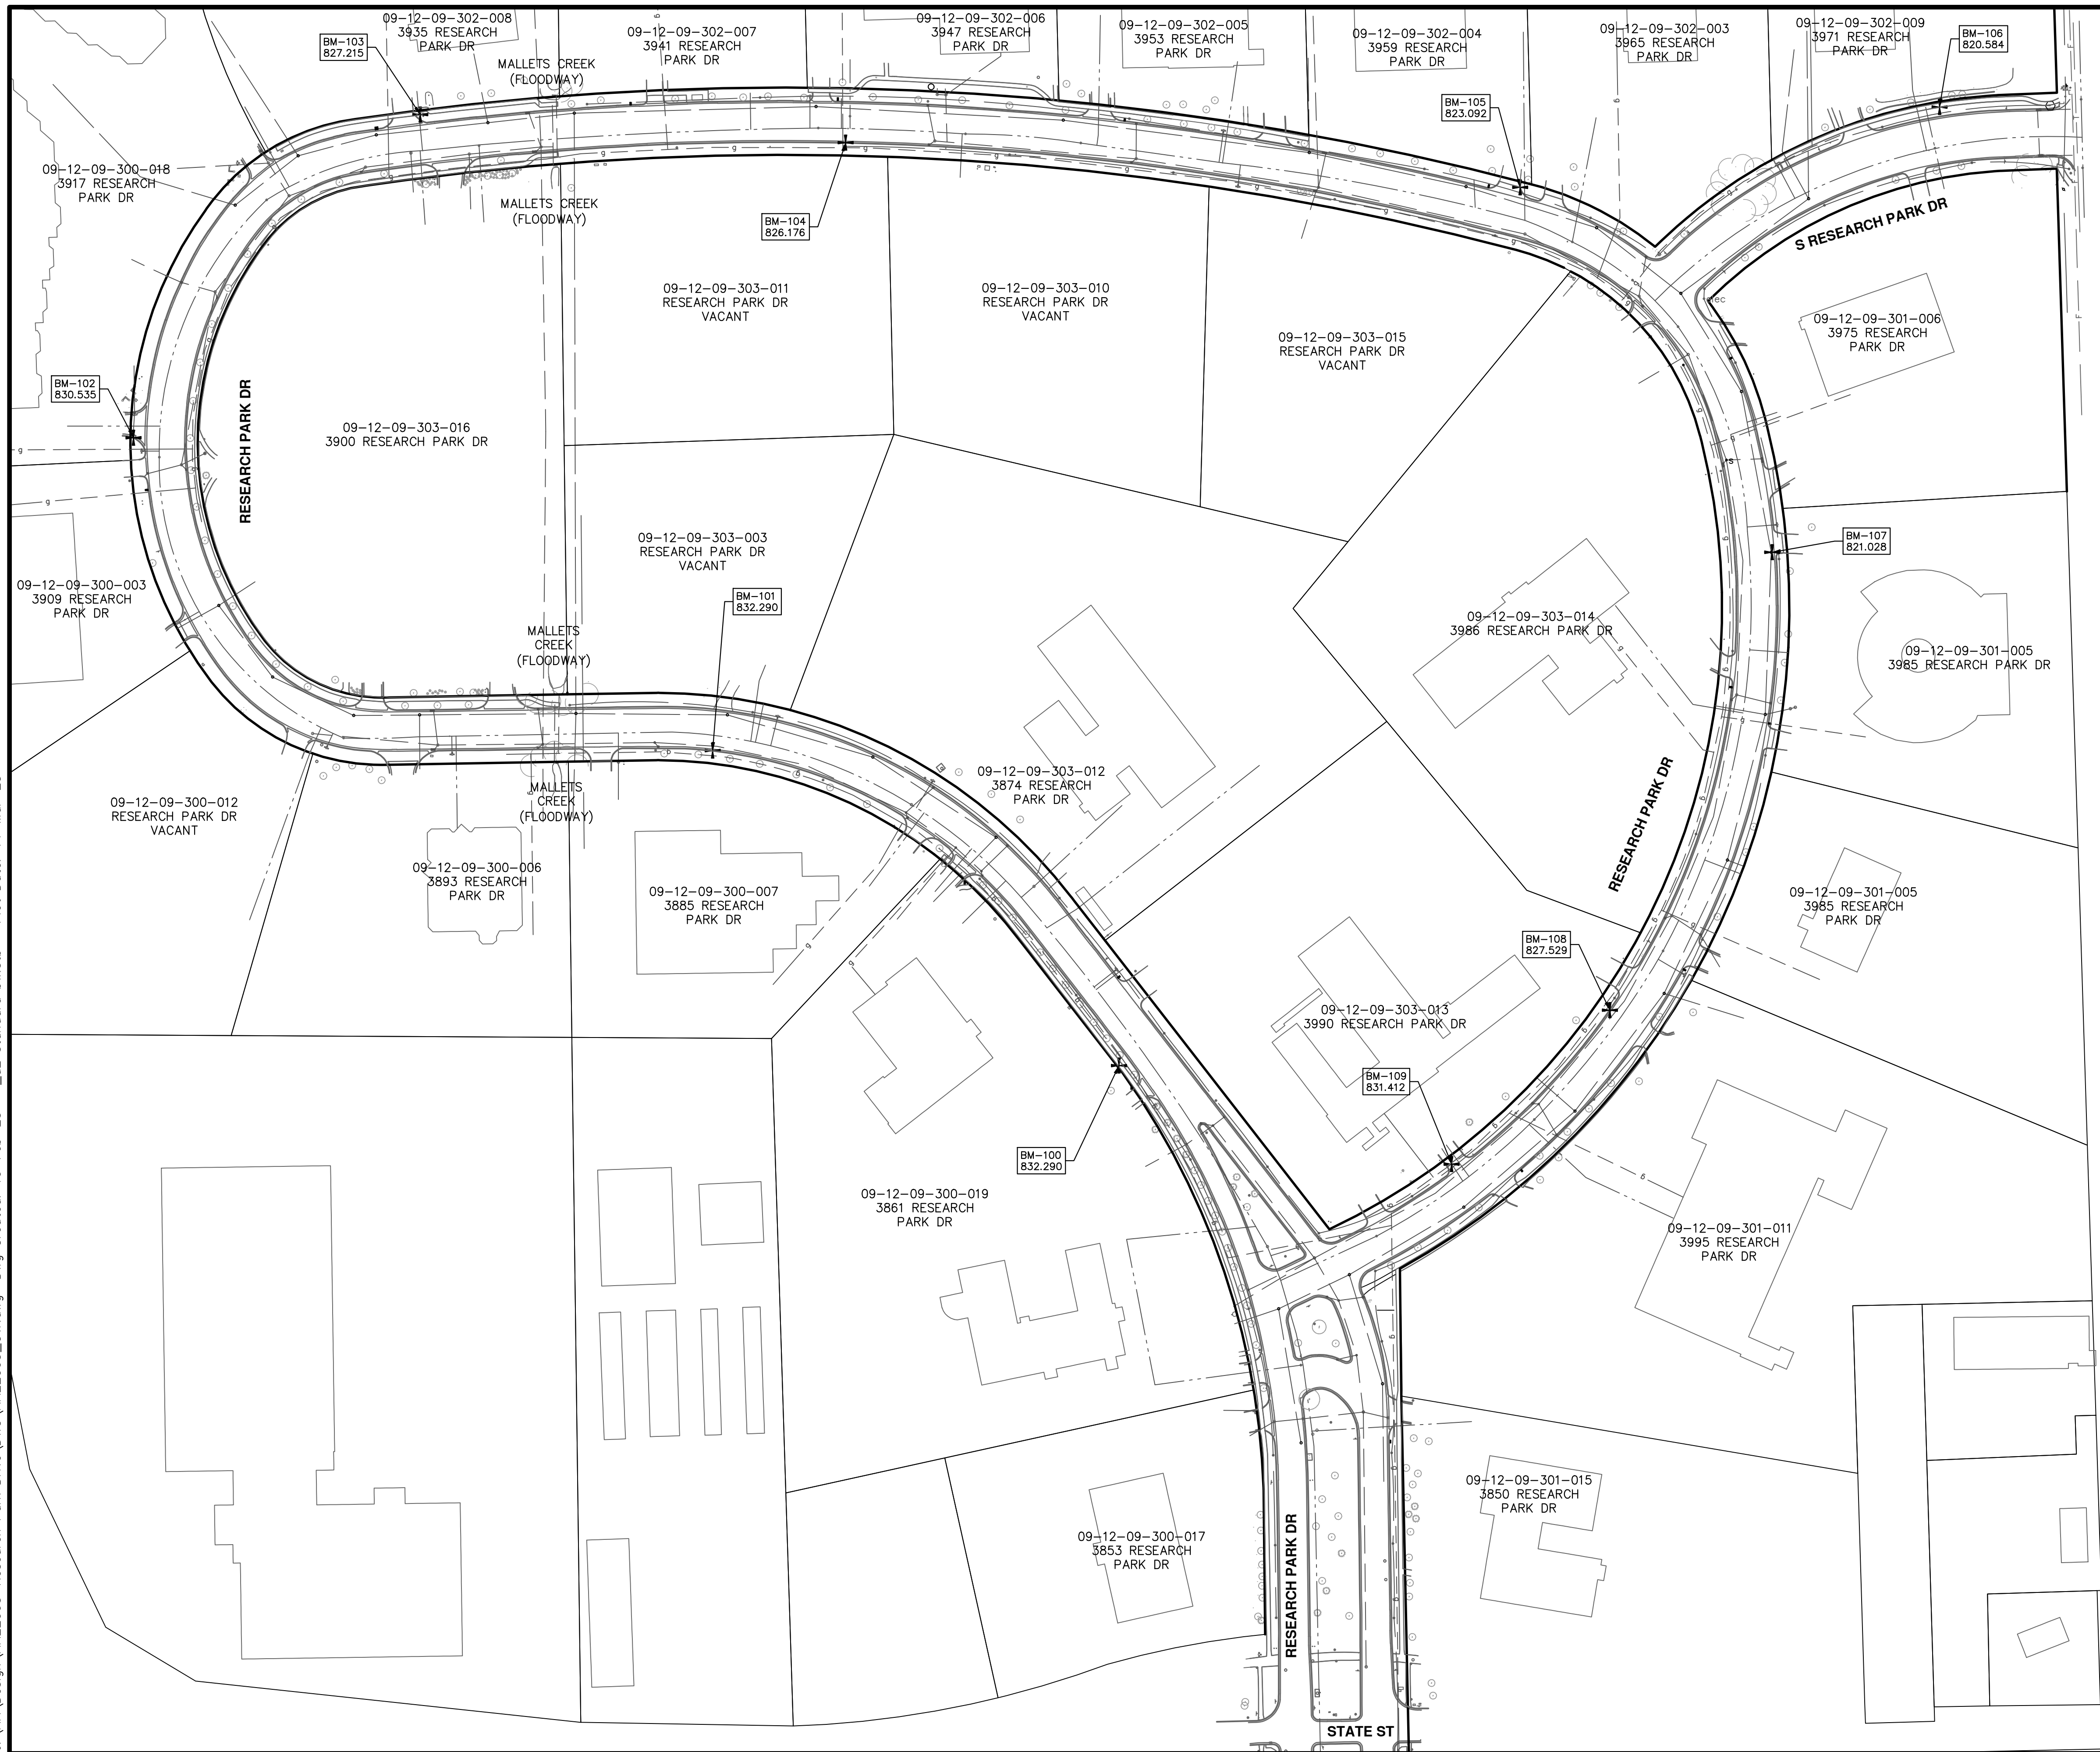 09-12-09-302-008
3935 RESEARCH
PARK DR
09-12-09-302-007
3941 RESEARCH
PARK DR
09-12-09-302-006
3947 RESEARCH
PARK DR
09-12-09-302-005
3953 RESEARCH
PARK DR
09-12-09-302-004
3959 RESEARCH
PARK DR
09-12-09-302-003
3965 RESEARCH
PARK DR
09-12-09-302-009
3971 RESEARCH
PARK DR
BM-106
820.584
BM-103
827.215
MALLETS CREEK
(FLOODWAY)
BM-105
823.092
09-12-09-300-018
3917 RESEARCH
PARK DR
MALLETS CREEK
(FLOODWAY)
BM-104
826.176
S RESEARCH PARK DR
09-12-09-303-011
RESEARCH PARK DR
VACANT
09-12-09-303-010
RESEARCH PARK DR
VACANT
09-12-09-303-015
RESEARCH PARK DR
VACANT
09-12-09-301-006
3975 RESEARCH
PARK DR
BM-102
830.535
RESEARCH PARK DR
09-12-09-303-016
3900 RESEARCH PARK DR
09-12-09-303-003
RESEARCH PARK DR
VACANT
BM-107
821.028
09-12-09-300-003
3909 RESEARCH
PARK DR
BM-101
832.290
MALLETS
CREEK
(FLOODWAY)
09-12-09-303-014
3986 RESEARCH PARK DR
09-12-09-301-005
3985 RESEARCH PARK DR
09-12-09-300-012
RESEARCH PARK DR
VACANT
MALLETS
CREEK
(FLOODWAY)
09-12-09-303-012
3874 RESEARCH
PARK DR
RESEARCH PARK DR
09-12-09-300-006
3893 RESEARCH
PARK DR
09-12-09-300-007
3885 RESEARCH
PARK DR
09-12-09-301-005
3985 RESEARCH
PARK DR
BM-108
827.529
09-12-09-303-013
3990 RESEARCH PARK DR
BM-109
831.412
BM-100
832.290
09-12-09-300-019
3861 RESEARCH
PARK DR
09-12-09-301-011
3995 RESEARCH
PARK DR
09-12-09-301-015
3850 RESEARCH
PARK DR
09-12-09-300-017
3853 RESEARCH
PARK DR
RESEARCH PARK DR
STATE ST